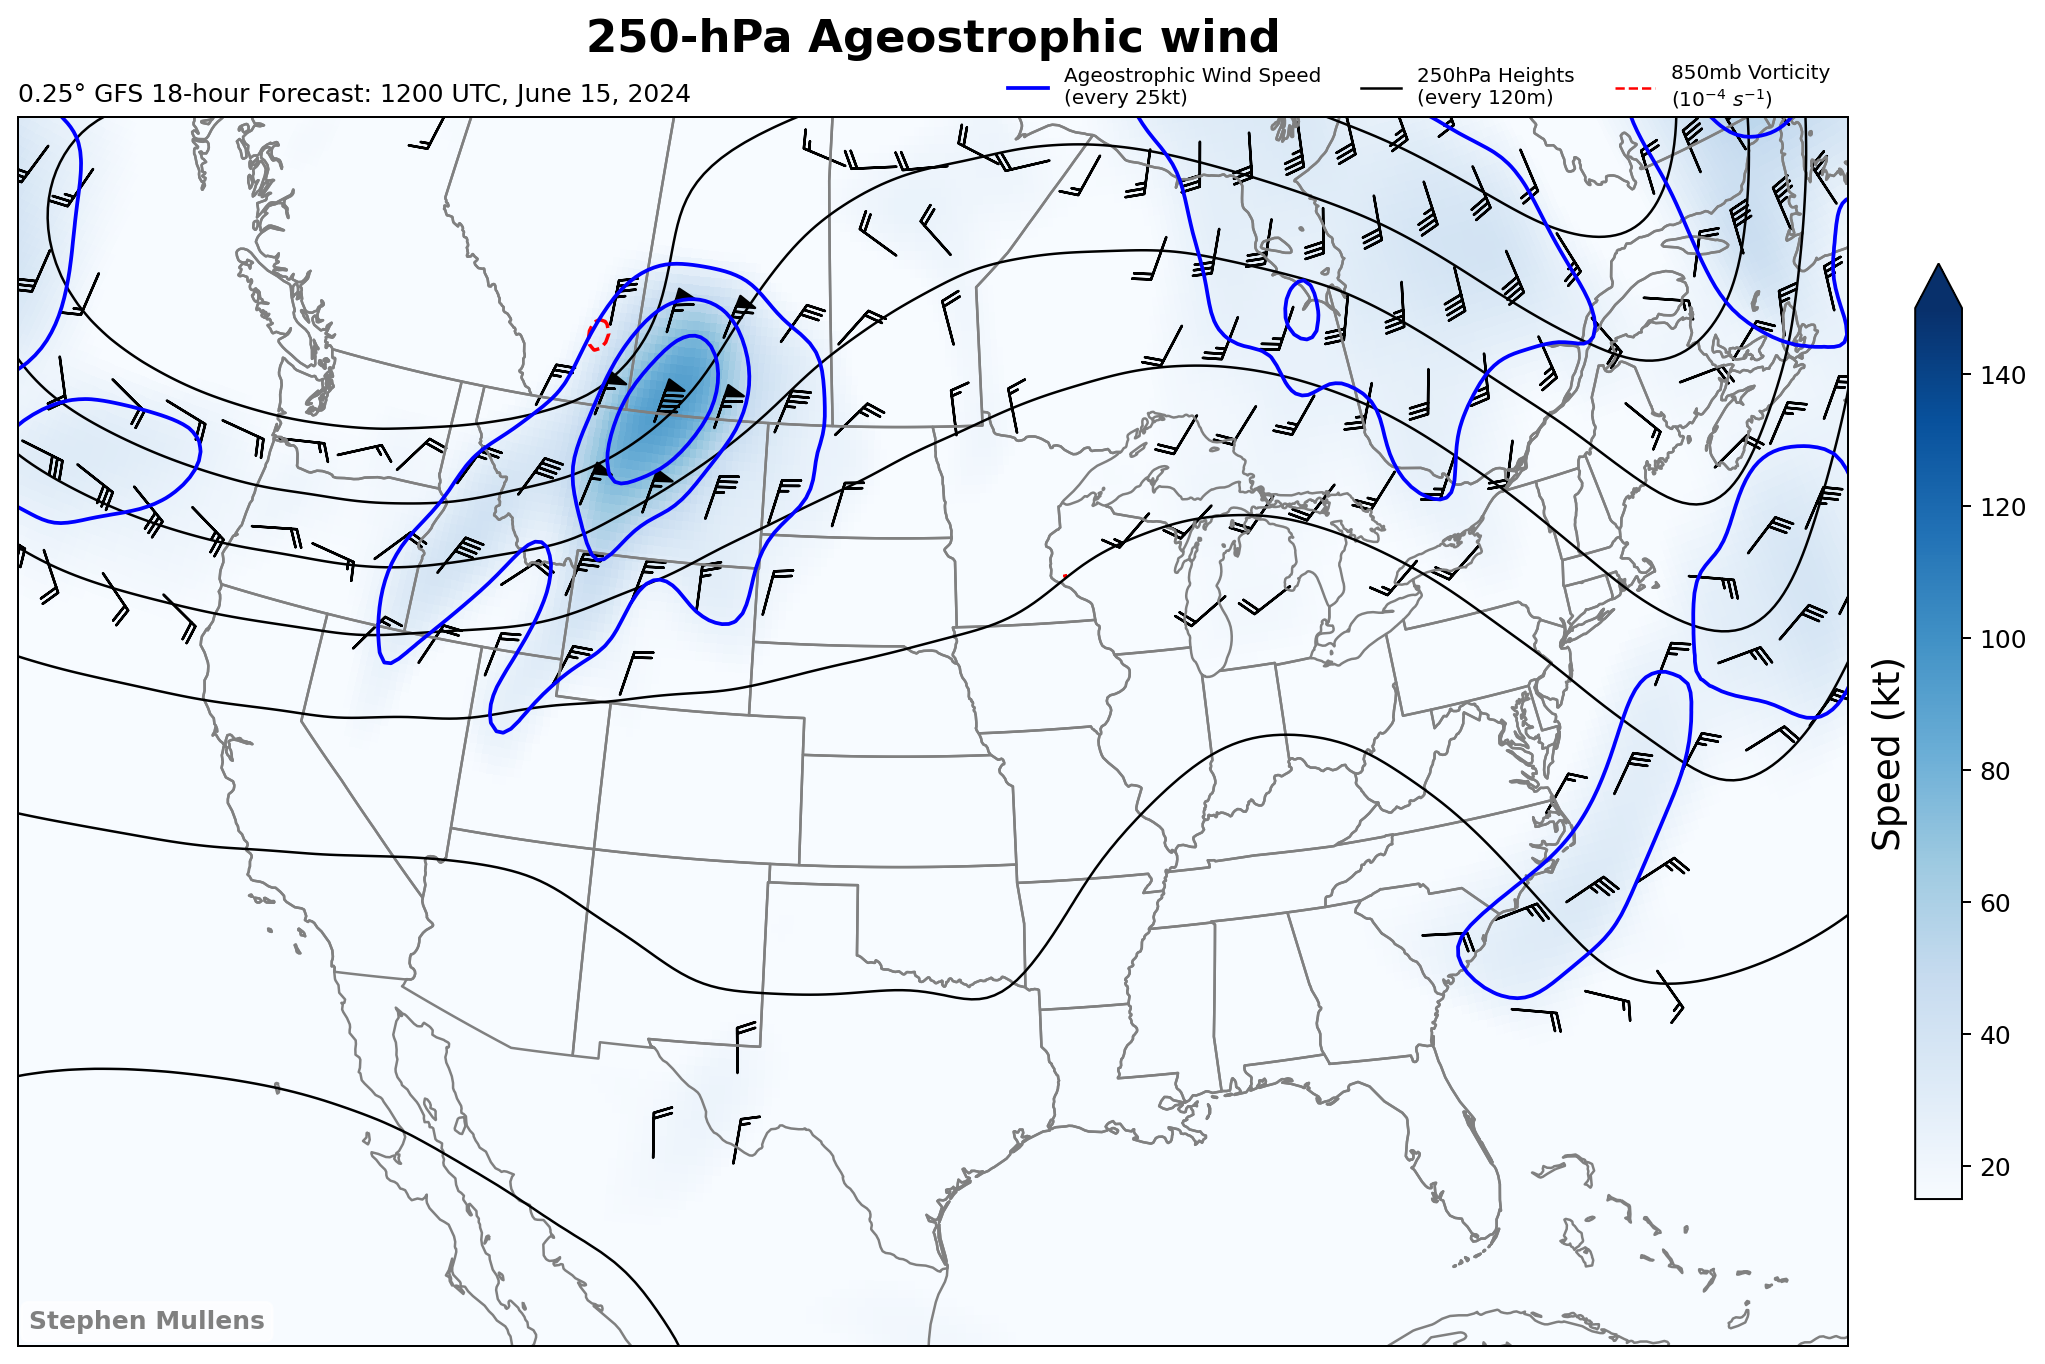 250-hPa Ageostrophic wind
0.25° GFS 18-hour Forecast: 1200 UTC, June 15, 2024
Ageostrophic Wind Speed
(every 25kt)
250hPa Heights
(every 120m)
850mb Vorticity
(10⁻⁴ s⁻¹)
140
120
100
80
60
40
20
Speed (kt)
Stephen Mullens